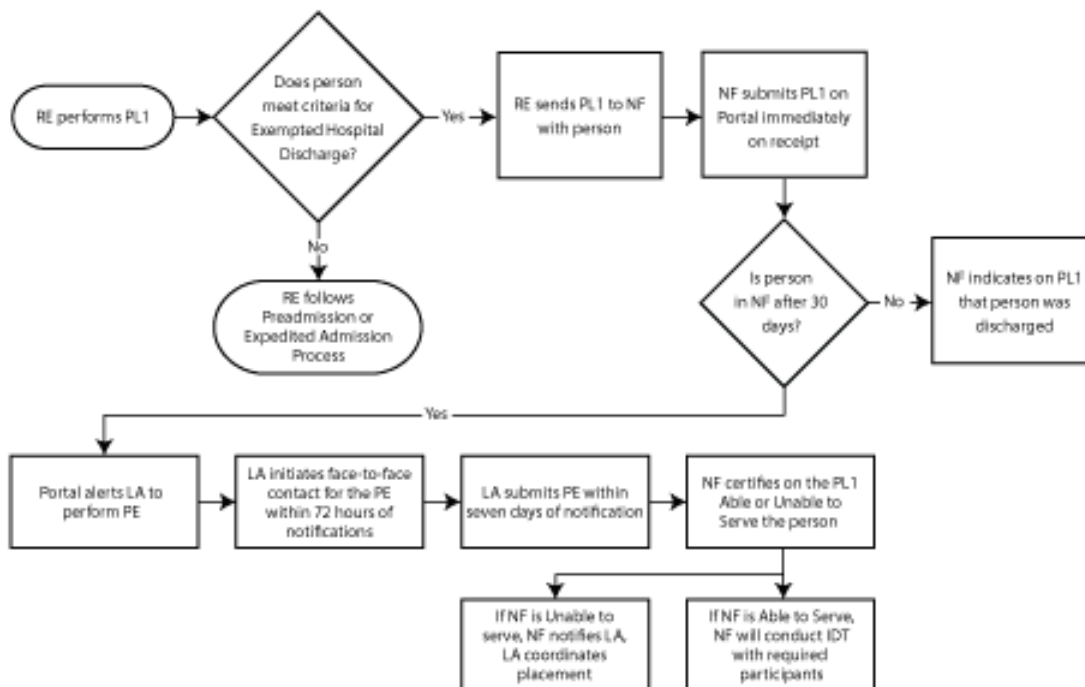 RE performs PL1
Does person
meet criteria for
Exempted Hospital
Discharge?
Yes
RE sends PL1 to NF
with person
NF submits PL1 on
Portal immediately
on receipt
No
RE follows
Preadmission or
Expedited Admission
Process
Is person
in NF after 30
days?
No
NF indicates on PL1
that person was
discharged
Yes
Portal alerts LA to
perform PE
LA initiates face-to-face
contact for the PE
within 72 hours of
notifications
LA submits PE within
seven days of notification
NF certifies on the PL1
Able or Unable to
Serve the person
If NF is Unable to
serve, NF notifies LA,
LA coordinates
placement
If NF is Able to Serve,
NF will conduct IDT
with required
participants